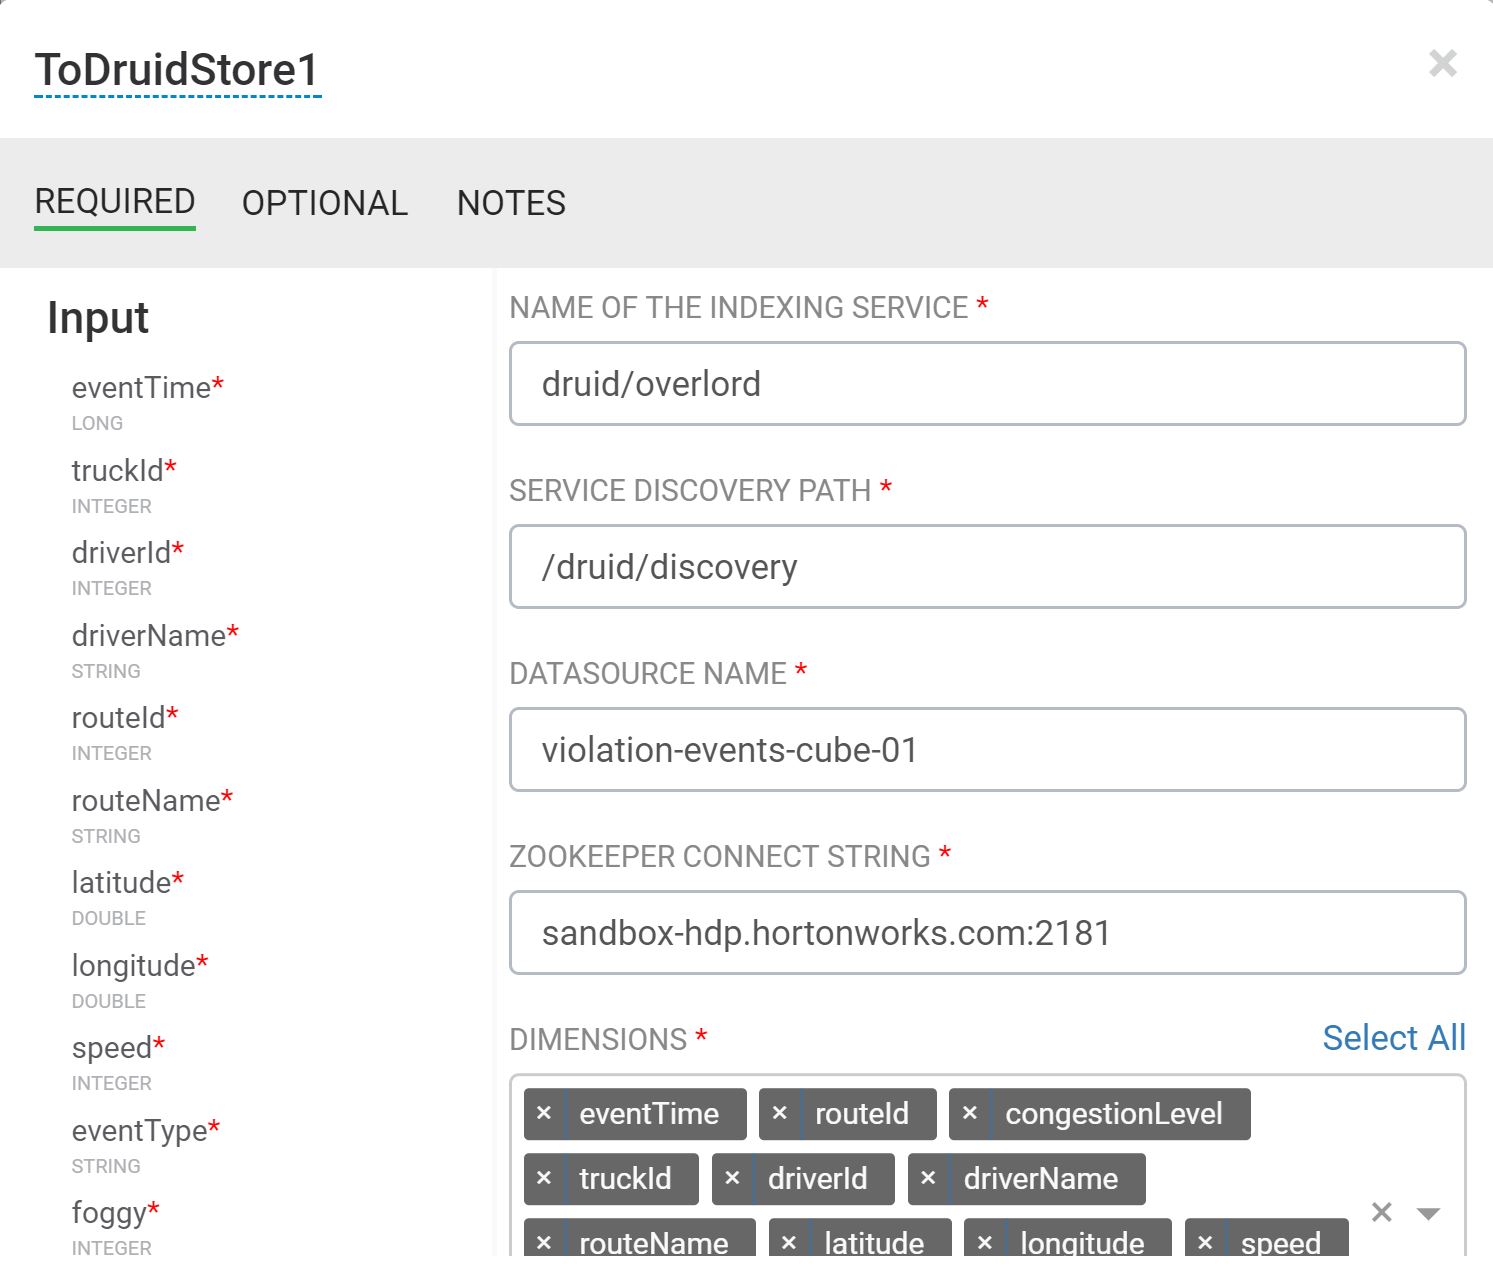 ToDruidStore1
×
REQUIRED OPTIONAL NOTES
Input
eventTime*
LONG
truckId*
INTEGER
driverId*
INTEGER
driverName*
STRING
routeId*
INTEGER
routeName*
STRING
latitude*
DOUBLE
longitude*
DOUBLE
speed*
INTEGER
eventType*
STRING
foggy*
INTEGER
NAME OF THE INDEXING SERVICE *
druid/overlord
SERVICE DISCOVERY PATH *
/druid/discovery
DATASOURCE NAME *
violation-events-cube-01
ZOOKEEPER CONNECT STRING *
sandbox-hdp.hortonworks.com:2181
DIMENSIONS * Select All
× eventTime × routeId × congestionLevel
× truckId × driverId × driverName
× routeName × latitude × longitude × speed
×